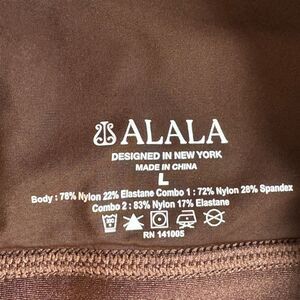 ALALA
DESIGNED IN NEW YORK
MADE IN CHINA
L
Body : 78% Nylon 22% Elastane Combo 1 : 72% Nylon 28% Spandex
Combo 2 : 83% Nylon 17% Elastane
RN 141005